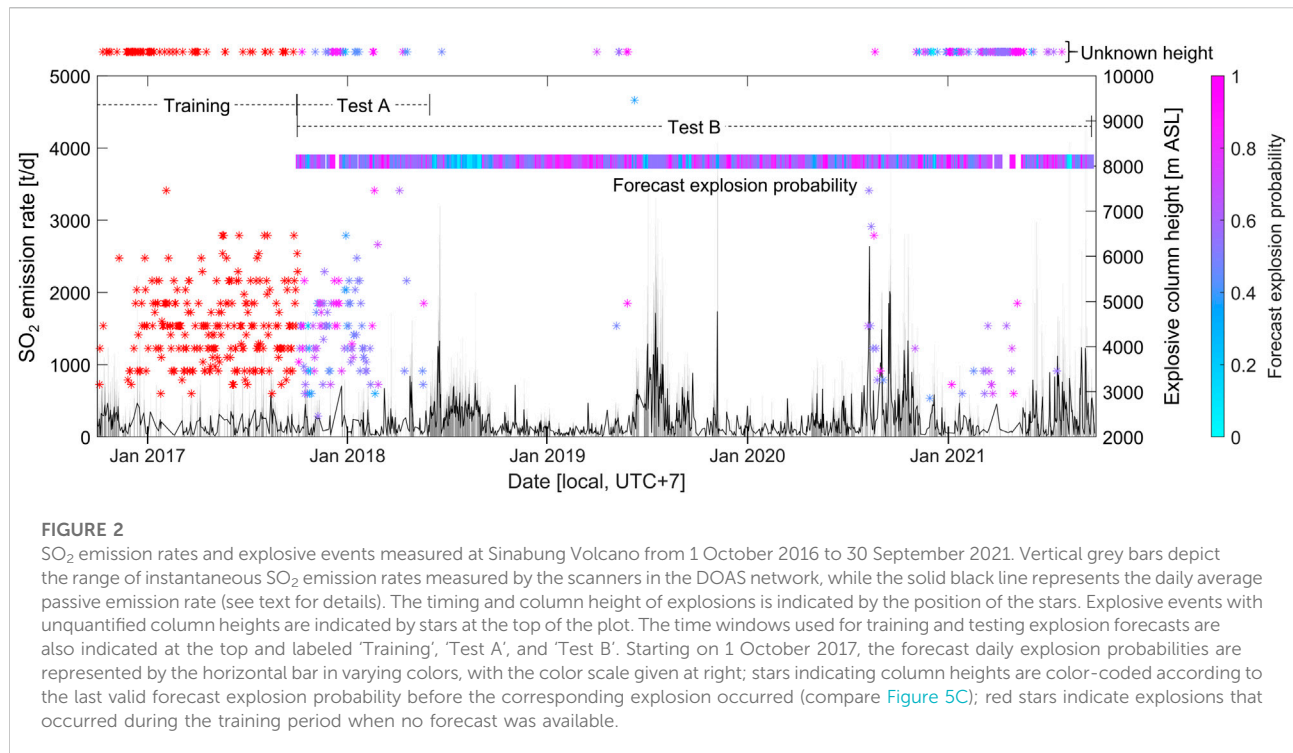 Unknown height
5000
4000
3000
2000
1000
0
SO₂ emission rate [t/d]
Training
Test A
Test B
Forecast explosion probability
10000
9000
8000
7000
6000
5000
4000
3000
2000
Explosive column height [m ASL]
1
0.8
0.6
0.4
0.2
0
Forecast explosion probability
Jan 2017
Jan 2018
Jan 2019
Jan 2020
Jan 2021
Date [local, UTC+7]
FIGURE 2
SO₂ emission rates and explosive events measured at Sinabung Volcano from 1 October 2016 to 30 September 2021. Vertical grey bars depict
the range of instantaneous SO₂ emission rates measured by the scanners in the DOAS network, while the solid black line represents the daily average
passive emission rate (see text for details). The timing and column height of explosions is indicated by the position of the stars. Explosive events with
unquantified column heights are indicated by stars at the top of the plot. The time windows used for training and testing explosion forecasts are
also indicated at the top and labeled ‘Training’, ‘Test A’, and ‘Test B’. Starting on 1 October 2017, the forecast daily explosion probabilities are
represented by the horizontal bar in varying colors, with the color scale given at right; stars indicating column heights are color-coded according to
the last valid forecast explosion probability before the corresponding explosion occurred (compare Figure 5C); red stars indicate explosions that
occurred during the training period when no forecast was available.